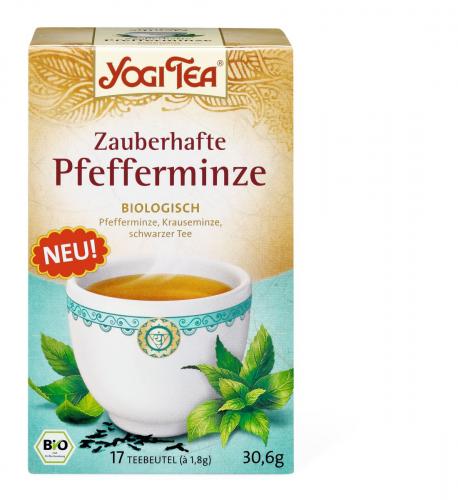 YOGI TEA®
Zauberhafte
Pfefferminze
BIOLOGISCH
Pfefferminze, Krauseminze,
schwarzer Tee
NEU!
BIO
17 TEEBEUTEL (à 1,8g) 30,6g